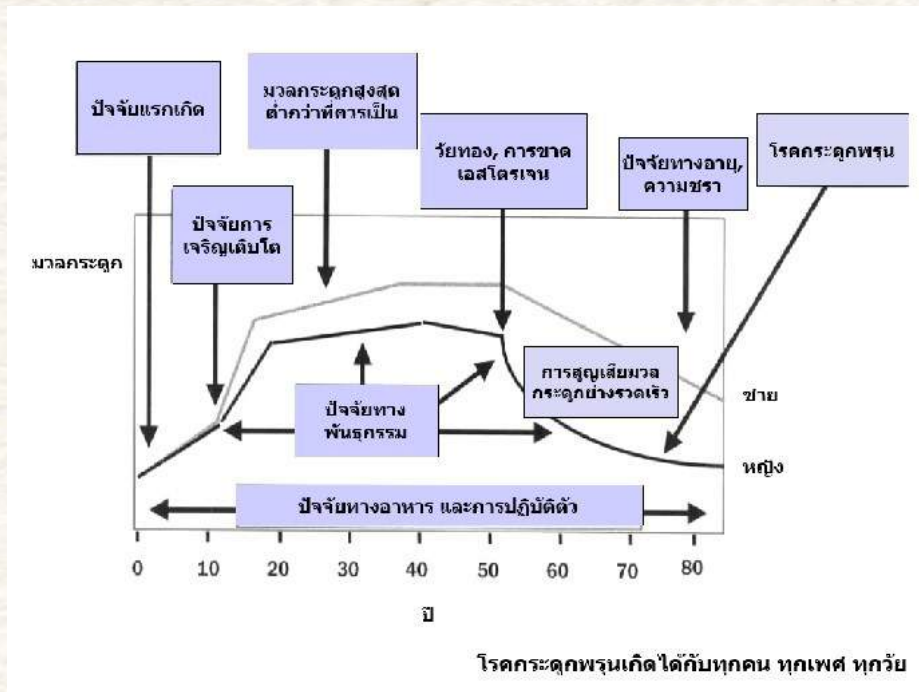 ปัจจัยแรกเกิด
มวลกระดูกสูงสุด
ต่ำกว่าที่ควรเป็น
วัยทอง, การขาด
เอสโตรเจน
ปัจจัยทางอายุ,
ความชรา
โรคกระดูกพรุน
ปัจจัยการ
เจริญเติบโต
มวลกระดูก
การสูญเสียมวล
กระดูกอย่างรวดเร็ว
ชาย
ปัจจัยทาง
พันธุกรรม
หญิง
ปัจจัยทางอาหาร และการปฏิบัติตัว
0 10 20 30 40 50 60 70 80
ปี
โรคกระดูกพรุนเกิดได้กับทุกคน ทุกเพศ ทุกวัย